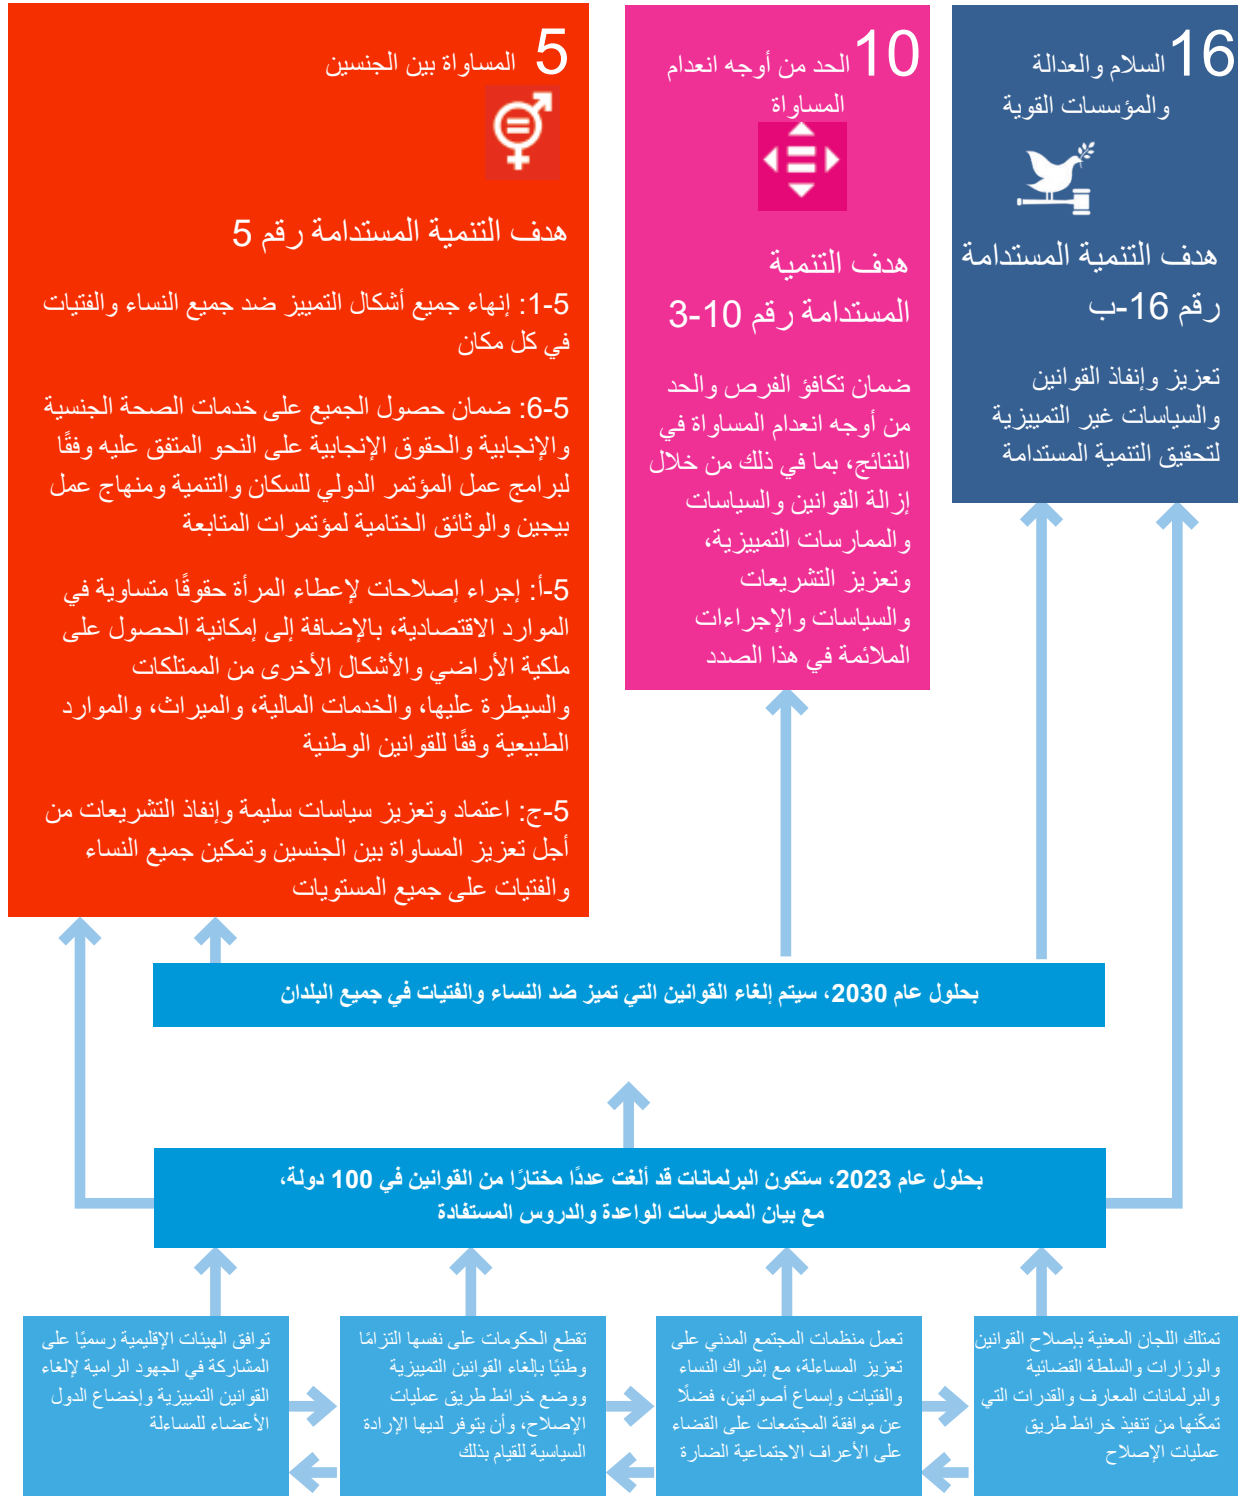 16 السلام والعدالة
والمؤسسات القوية
هدف التنمية المستدامة
رقم 16-ب
تعزيز وإنفاذ القوانين
والسياسات غير التمييزية
لتحقيق التنمية المستدامة
10 الحد من أوجه انعدام
المساواة
هدف التنمية
المستدامة رقم 10-3
ضمان تكافؤ الفرص والحد
من أوجه انعدام المساواة في
النتائج، بما في ذلك من خلال
إزالة القوانين والسياسات
والممارسات التمييزية،
وتعزيز التشريعات
والسياسات والإجراءات
الملائمة في هذا الصدد
5 المساواة بين الجنسين
هدف التنمية المستدامة رقم 5
5-1: إنهاء جميع أشكال التمييز ضد جميع النساء والفتيات
في كل مكان
5-6: ضمان حصول الجميع على خدمات الصحة الجنسية
والإنجابية والحقوق الإنجابية على النحو المتفق عليه وفقًا
لبرامج عمل المؤتمر الدولي للسكان والتنمية ومنهاج عمل
بيجين والوثائق الختامية لمؤتمرات المتابعة
5-أ: إجراء إصلاحات لإعطاء المرأة حقوقًا متساوية في
الموارد الاقتصادية، بالإضافة إلى إمكانية الحصول على
ملكية الأراضي والأشكال الأخرى من الممتلكات
والسيطرة عليها، والخدمات المالية، والميراث، والموارد
الطبيعية وفقًا للقوانين الوطنية
5-ج: اعتماد وتعزيز سياسات سليمة وإنفاذ التشريعات من
أجل تعزيز المساواة بين الجنسين وتمكين جميع النساء
والفتيات على جميع المستويات
بحلول عام 2030، سيتم إلغاء القوانين التي تميز ضد النساء والفتيات في جميع البلدان
بحلول عام 2023، ستكون البرلمانات قد ألغت عددًا مختارًا من القوانين في 100 دولة،
مع بيان الممارسات الواعدة والدروس المستفادة
تمتلك اللجان المعنية بإصلاح القوانين
والوزارات والسلطة القضائية
والبرلمانات المعارف والقدرات التي
تمكّنها من تنفيذ خرائط طريق
عمليات الإصلاح
تعمل منظمات المجتمع المدني على
تعزيز المساءلة، مع إشراك النساء
والفتيات وإسماع أصواتهن، فضلًا
عن موافقة المجتمعات على القضاء
على الأعراف الاجتماعية الضارة
تقطع الحكومات على نفسها التزامًا
وطنيًا بإلغاء القوانين التمييزية
ووضع خرائط طريق عمليات
الإصلاح، وأن يتوفر لديها الإرادة
السياسية للقيام بذلك
توافق الهيئات الإقليمية رسميًا على
المشاركة في الجهود الرامية لإلغاء
القوانين التمييزية وإخضاع الدول
الأعضاء للمساءلة